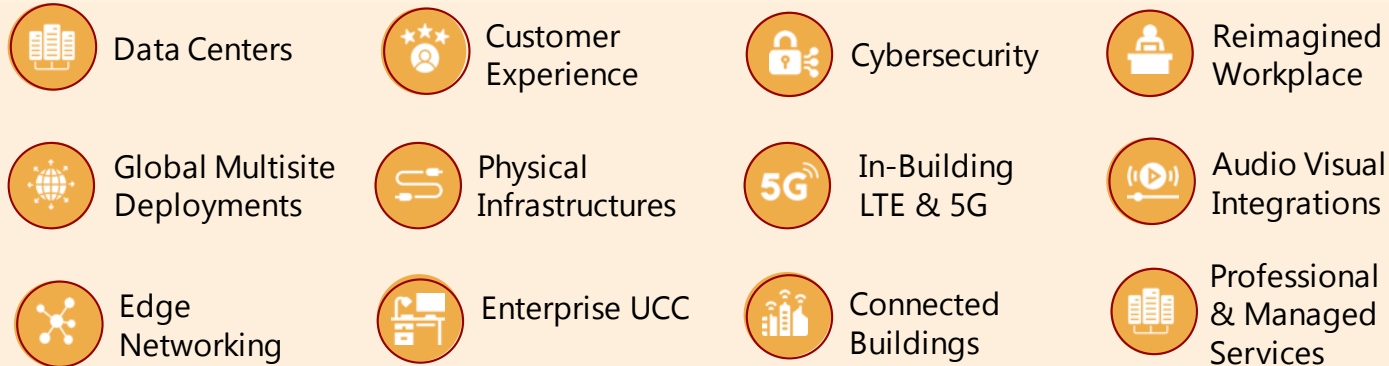 Data Centers
Customer
Experience
Cybersecurity
Reimagined
Workplace
Global Multisite
Deployments
Physical
Infrastructures
5G
In-Building
LTE & 5G
Audio Visual
Integrations
Edge
Networking
Enterprise UCC
Connected
Buildings
Professional
& Managed
Services